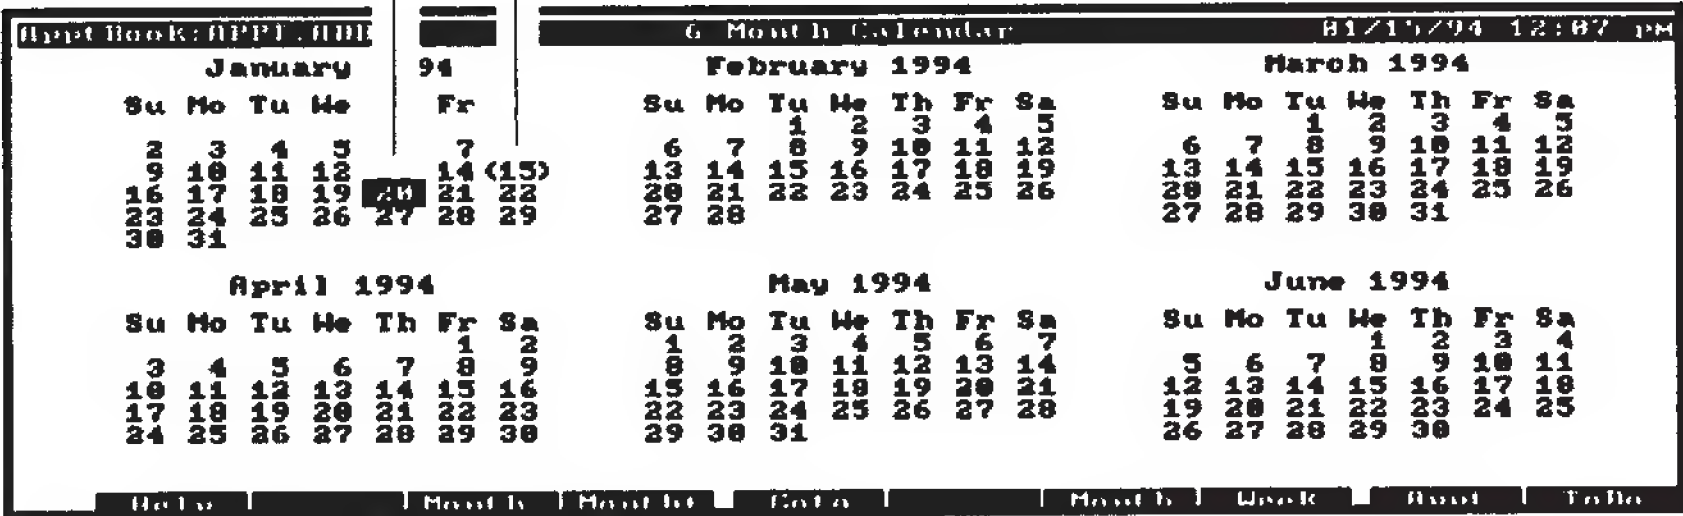 ApptBook:APPT.ADB 6 Month Calendar 01/15/94 12:07 pm
January 94 February 1994 March 1994
Su Mo Tu We Fr Su Mo Tu We Th Fr Sa Su Mo Tu We Th Fr Sa
1 2 3 4 5 1 2 3 4 5
2 3 4 5 7 6 7 8 9 10 11 12 6 7 8 9 10 11 12
9 10 11 12 14 (15) 13 14 15 16 17 18 19 13 14 15 16 17 18 19
16 17 18 19 20 21 22 20 21 22 23 24 25 26 20 21 22 23 24 25 26
23 24 25 26 27 28 29 27 28 27 28 29 30 31
30 31
April 1994 May 1994 June 1994
Su Mo Tu We Th Fr Sa Su Mo Tu We Th Fr Sa Su Mo Tu We Th Fr Sa
1 2 1 2 3 4 5 6 7 1 2 3 4
3 4 5 6 7 8 9 8 9 10 11 12 13 14 5 6 7 8 9 10 11
10 11 12 13 14 15 16 15 16 17 18 19 20 21 12 13 14 15 16 17 18
17 18 19 20 21 22 23 22 23 24 25 26 27 28 19 20 21 22 23 24 25
24 25 26 27 28 29 30 29 30 31 26 27 28 29 30
Help Month Goto Month Week Appt ToDo